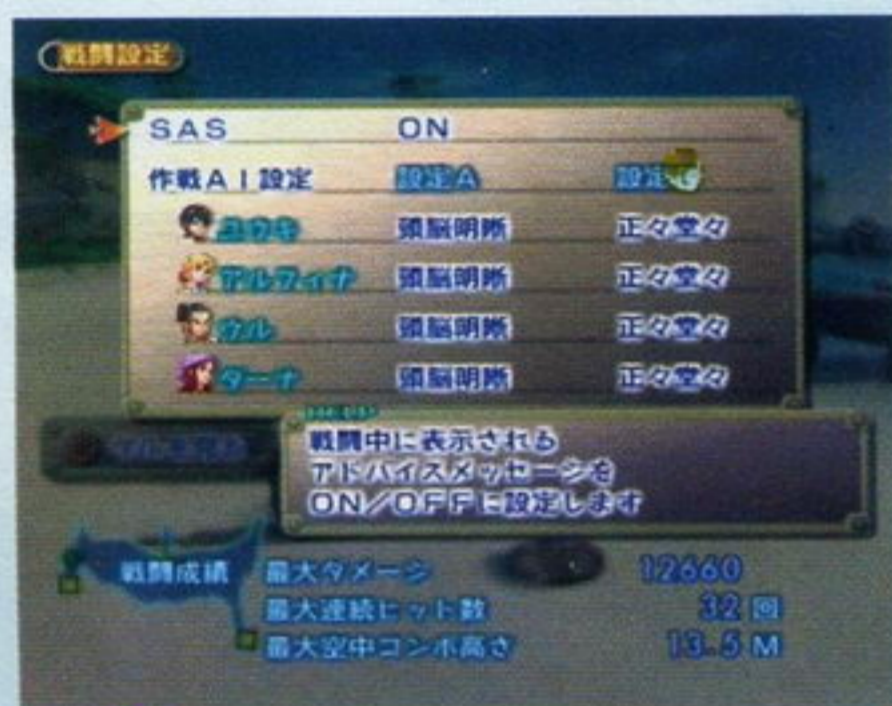 戦闘設定
SAS ON
作戦AI設定 設定A 設定
ユウキ 頭脳明晰 正々堂々
アルフィナ 頭脳明晰 正々堂々
ウル 頭脳明晰 正々堂々
ダーナ 頭脳明晰 正々堂々
戦闘中に表示される
アドバイスメッセージを
ON/OFFに設定します
戦闘成績 最大ダメージ 12660
最大連続ヒット数 32回
最大空中コンボ高さ 13.5M